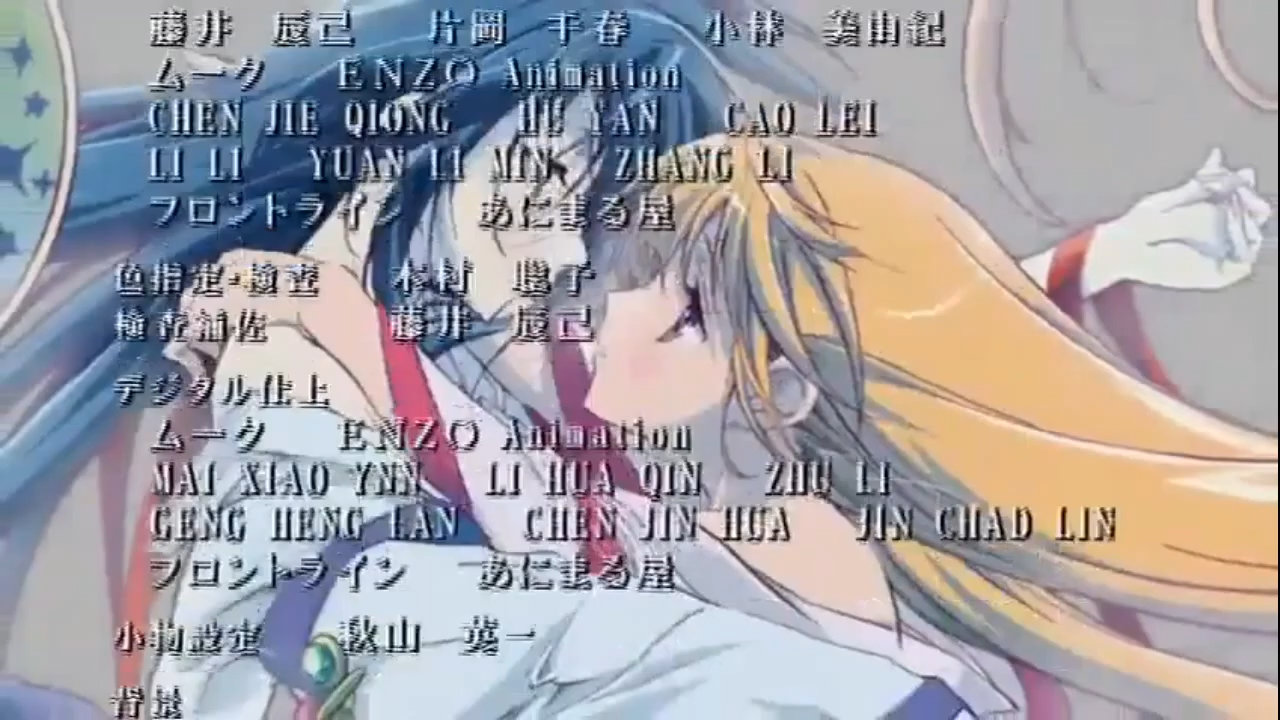 藤井 辰己 片岡 千春 小林 美由紀
ムーク ENZO Animation
CHEN JIE QIONG HE YAN CAO LEI
LI LI YUAN LI MIN ZHANG LI
フロントライン あにまる屋
色指定・検査 木村 聡子
検査補佐 藤井 辰己
デジタル仕上
ムーク ENZO Animation
MAI XIAO YNN LI HUA QIN ZHU LI
GENG HENG LAN CHEN JIN HUA JIN CHAO LIN
フロントライン あにまる屋
小物設定 秋山 英一
背景